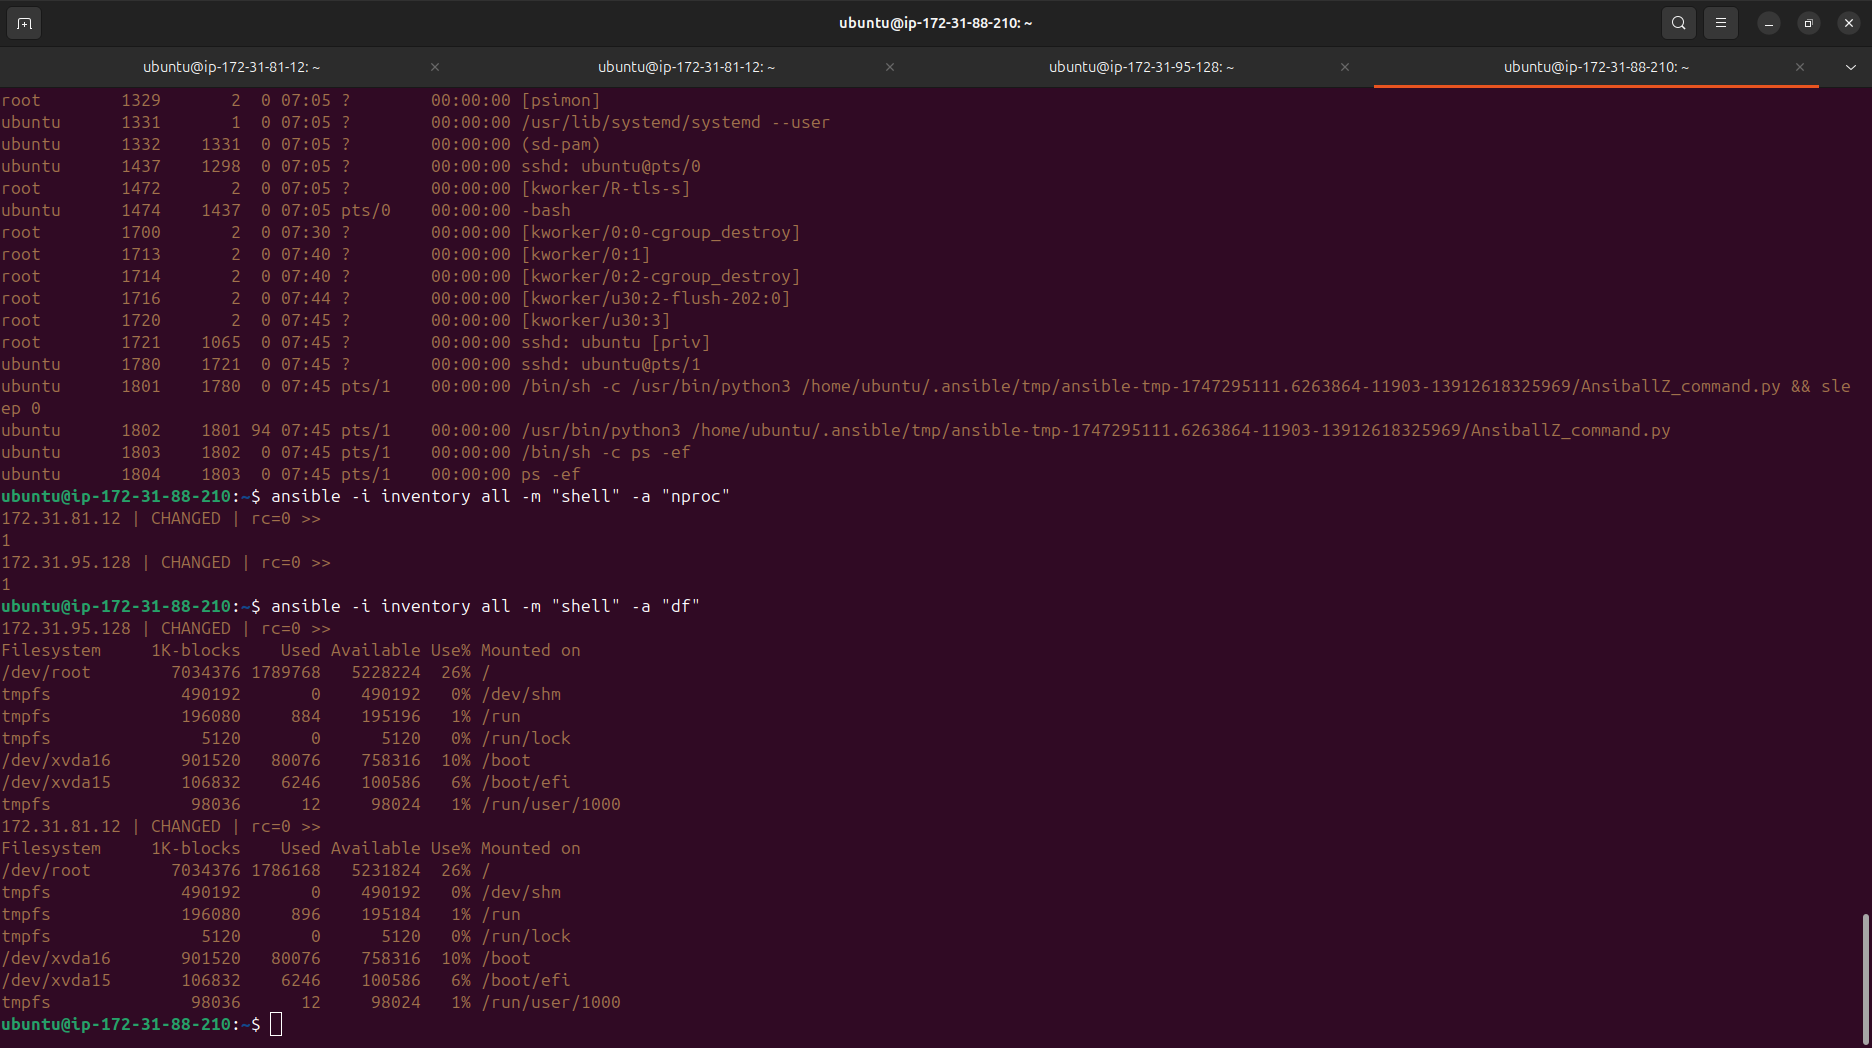 ubuntu@ip-172-31-88-210: ~
ubuntu@ip-172-31-81-12: ~ × ubuntu@ip-172-31-81-12: ~ × ubuntu@ip-172-31-95-128: ~ × ubuntu@ip-172-31-88-210: ~ ×
root      1329       2  0 07:05 ?        00:00:00 [psimon]
ubuntu      1331       1  0 07:05 ?        00:00:00 /usr/lib/systemd/systemd --user
ubuntu      1332    1331  0 07:05 ?        00:00:00 (sd-pam)
ubuntu      1437    1298  0 07:05 ?        00:00:00 sshd: ubuntu@pts/0
root        1472       2  0 07:05 ?        00:00:00 [kworker/R-tls-s]
ubuntu      1474    1437  0 07:05 pts/0    00:00:00 -bash
root        1700       2  0 07:30 ?        00:00:00 [kworker/0:0-cgroup_destroy]
root        1713       2  0 07:40 ?        00:00:00 [kworker/0:1]
root        1714       2  0 07:40 ?        00:00:00 [kworker/0:2-cgroup_destroy]
root        1716       2  0 07:44 ?        00:00:00 [kworker/u30:2-flush-202:0]
root        1720       2  0 07:45 ?        00:00:00 [kworker/u30:3]
root        1721    1065  0 07:45 ?        00:00:00 sshd: ubuntu [priv]
ubuntu      1780    1721  0 07:45 ?        00:00:00 sshd: ubuntu@pts/1
ubuntu      1801    1780  0 07:45 pts/1    00:00:00 /bin/sh -c /usr/bin/python3 /home/ubuntu/.ansible/tmp/ansible-tmp-1747295111.6263864-11903-13912618325969/AnsiballZ_command.py && sle
ep 0
ubuntu      1802    1801 94 07:45 pts/1    00:00:00 /usr/bin/python3 /home/ubuntu/.ansible/tmp/ansible-tmp-1747295111.6263864-11903-13912618325969/AnsiballZ_command.py
ubuntu      1803    1802  0 07:45 pts/1    00:00:00 /bin/sh -c ps -ef
ubuntu      1804    1803  0 07:45 pts/1    00:00:00 ps -ef
ubuntu@ip-172-31-88-210:~$ ansible -i inventory all -m "shell" -a "nproc"
172.31.81.12 | CHANGED | rc=0 >>
1
172.31.95.128 | CHANGED | rc=0 >>
1
ubuntu@ip-172-31-88-210:~$ ansible -i inventory all -m "shell" -a "df"
172.31.95.128 | CHANGED | rc=0 >>
Filesystem     1K-blocks    Used Available Use% Mounted on
/dev/root        7034376 1789768   5228224  26% /
tmpfs             490192       0    490192   0% /dev/shm
tmpfs             196080     884    195196   1% /run
tmpfs               5120       0      5120   0% /run/lock
/dev/xvda16       901520   80076    758316  10% /boot
/dev/xvda15       106832    6246    100586   6% /boot/efi
tmpfs              98036      12     98024   1% /run/user/1000
172.31.81.12 | CHANGED | rc=0 >>
Filesystem     1K-blocks    Used Available Use% Mounted on
/dev/root        7034376 1786168   5231824  26% /
tmpfs             490192       0    490192   0% /dev/shm
tmpfs             196080     896    195184   1% /run
tmpfs               5120       0      5120   0% /run/lock
/dev/xvda16       901520   80076    758316  10% /boot
/dev/xvda15       106832    6246    100586   6% /boot/efi
tmpfs              98036      12     98024   1% /run/user/1000
ubuntu@ip-172-31-88-210:~$